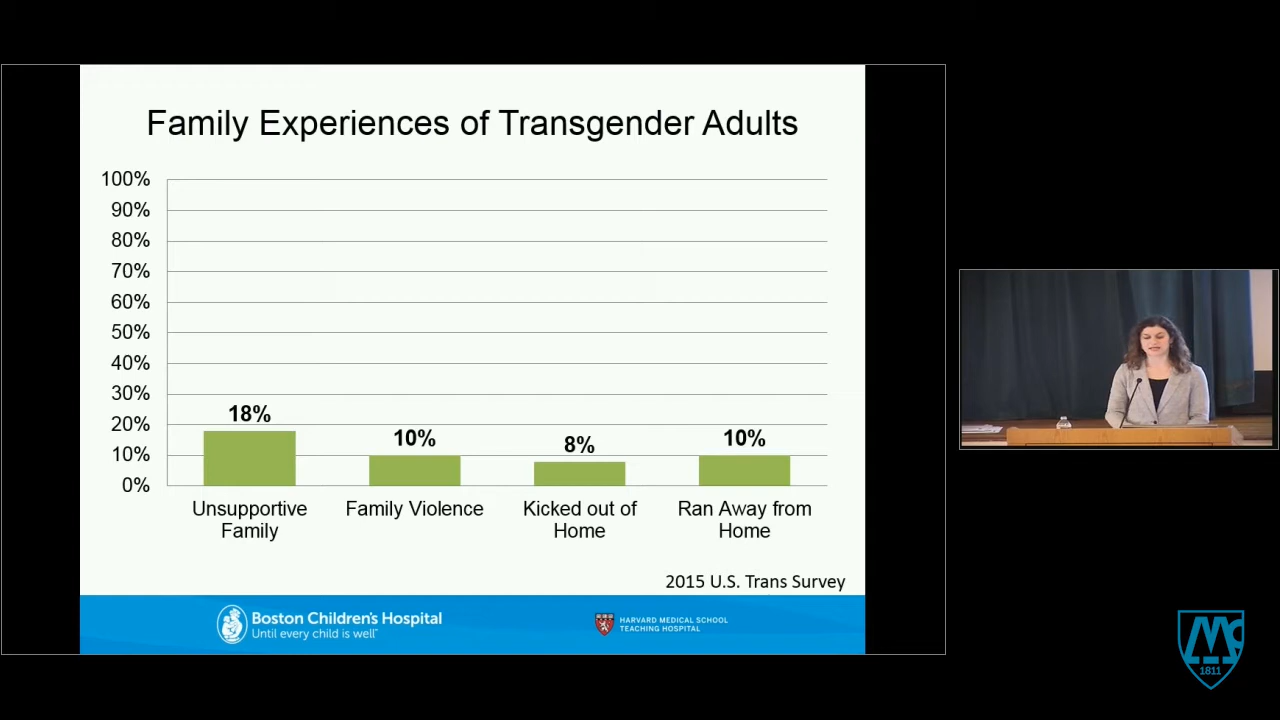 Family Experiences of Transgender Adults
100%
90%
80%
70%
60%
50%
40%
30%
20%
10%
0%
18%
10%
8%
10%
Unsupportive
Family
Family Violence
Kicked out of
Home
Ran Away from
Home
2015 U.S. Trans Survey
Boston Children's Hospital
Until every child is well™
HARVARD MEDICAL SCHOOL
TEACHING HOSPITAL
Mc
1811